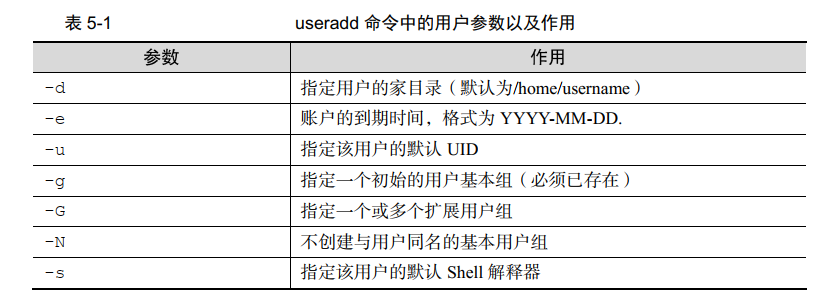 表 5-1 useradd 命令中的用户参数以及作用
参数 作用
-d 指定用户的家目录（默认为/home/username）
-e 账户的到期时间，格式为 YYYY-MM-DD.
-u 指定该用户的默认 UID
-g 指定一个初始的用户基本组（必须已存在）
-G 指定一个或多个扩展用户组
-N 不创建与用户同名的基本用户组
-s 指定该用户的默认 Shell 解释器